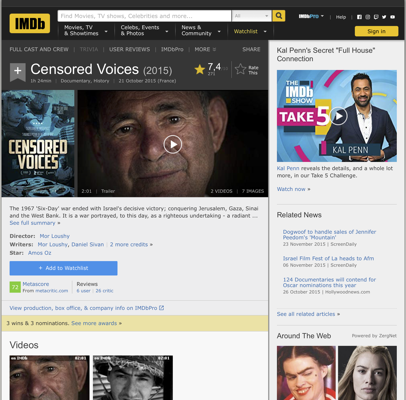 IMDb
Find Movies, TV shows, Celebrities and more...
All
IMDbPro
Help
Movies, TV
& Showtimes
Celebs, Events
& Photos
News &
Community
Watchlist
Sign in
FULL CAST AND CREW | TRIVIA | USER REVIEWS | IMDbPro | MORE
SHARE
Censored Voices (2015)
1h 24min | Documentary, History | 21 October 2015 (France)
7,4
Rate
This
CENSORED
VOICES
2:01 | Trailer
2 VIDEOS | 7 IMAGES
The 1967 'Six-Day' war ended with Israel's decisive victory; conquering Jerusalem, Gaza, Sinai
and the West Bank. It is a war portrayed, to this day, as a righteous undertaking - a radiant ...
See full summary »
Director: Mor Loushy
Writers: Mor Loushy, Daniel Sivan | 2 more credits »
Star: Amos Oz
+ Add to Watchlist
Metascore
From metacritic.com
Reviews
6 user | 26 critic
View production, box office, & company info on IMDbPro
3 wins & 3 nominations. See more awards »
Videos
Kal Penn's Secret "Full House"
Connection
THE
IMDb
SHOW
TAKE 5
KAL PENN
Kal Penn reveals the details, and a whole lot
more, in our Take 5 Challenge.
Watch now »
Related News
Dogwoof to handle sales of Jennifer
Peedom's 'Mountain'
23 November 2015 | ScreenDaily
Israel Film Fest of La heads to Afm
06 November 2015 | ScreenDaily
124 Documentaries will contend for
Oscar nominations this year
26 October 2015 | Hollywoodnews.com
See all related articles »
Around The Web
Powered by ZergNet